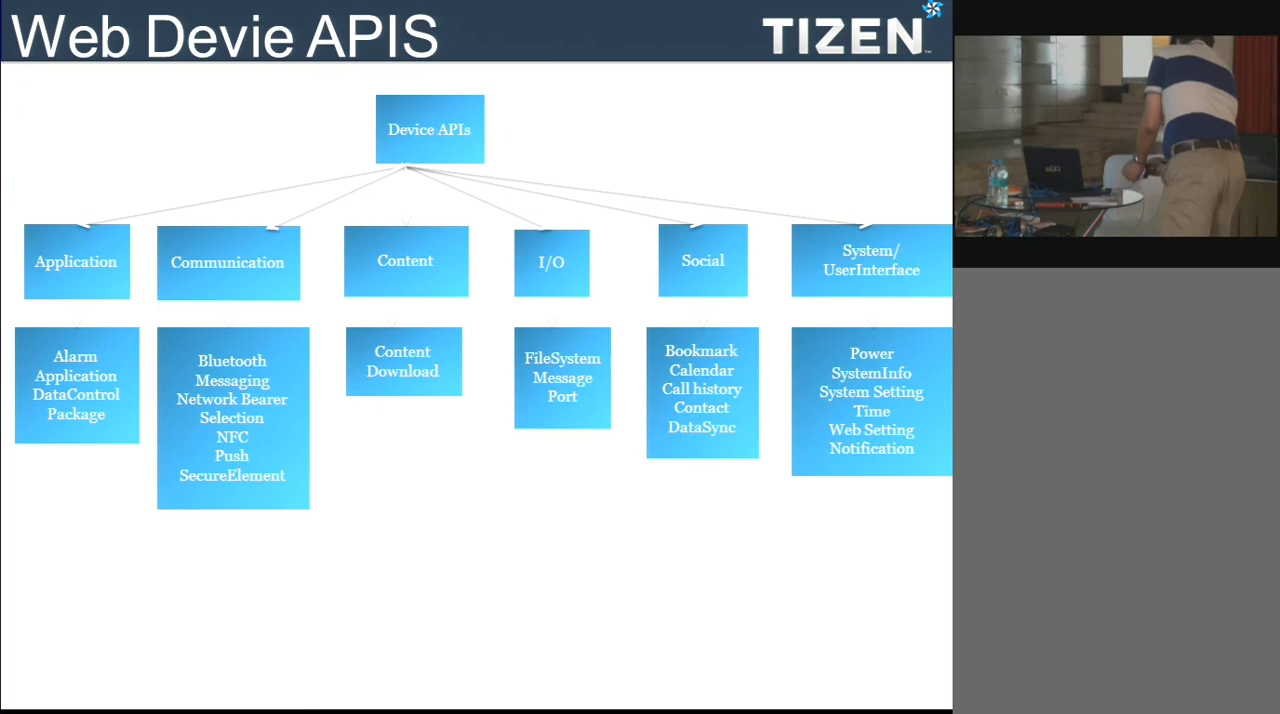 Web Devie APIS
TIZEN
Device APIs
Application
Communication
Content
I/O
Social
System/
UserInterface
Alarm
Application
DataControl
Package
Bluetooth
Messaging
Network Bearer
Selection
NFC
Push
SecureElement
Content
Download
FileSystem
Message
Port
Bookmark
Calendar
Call history
Contact
DataSync
Power
SystemInfo
System Setting
Time
Web Setting
Notification